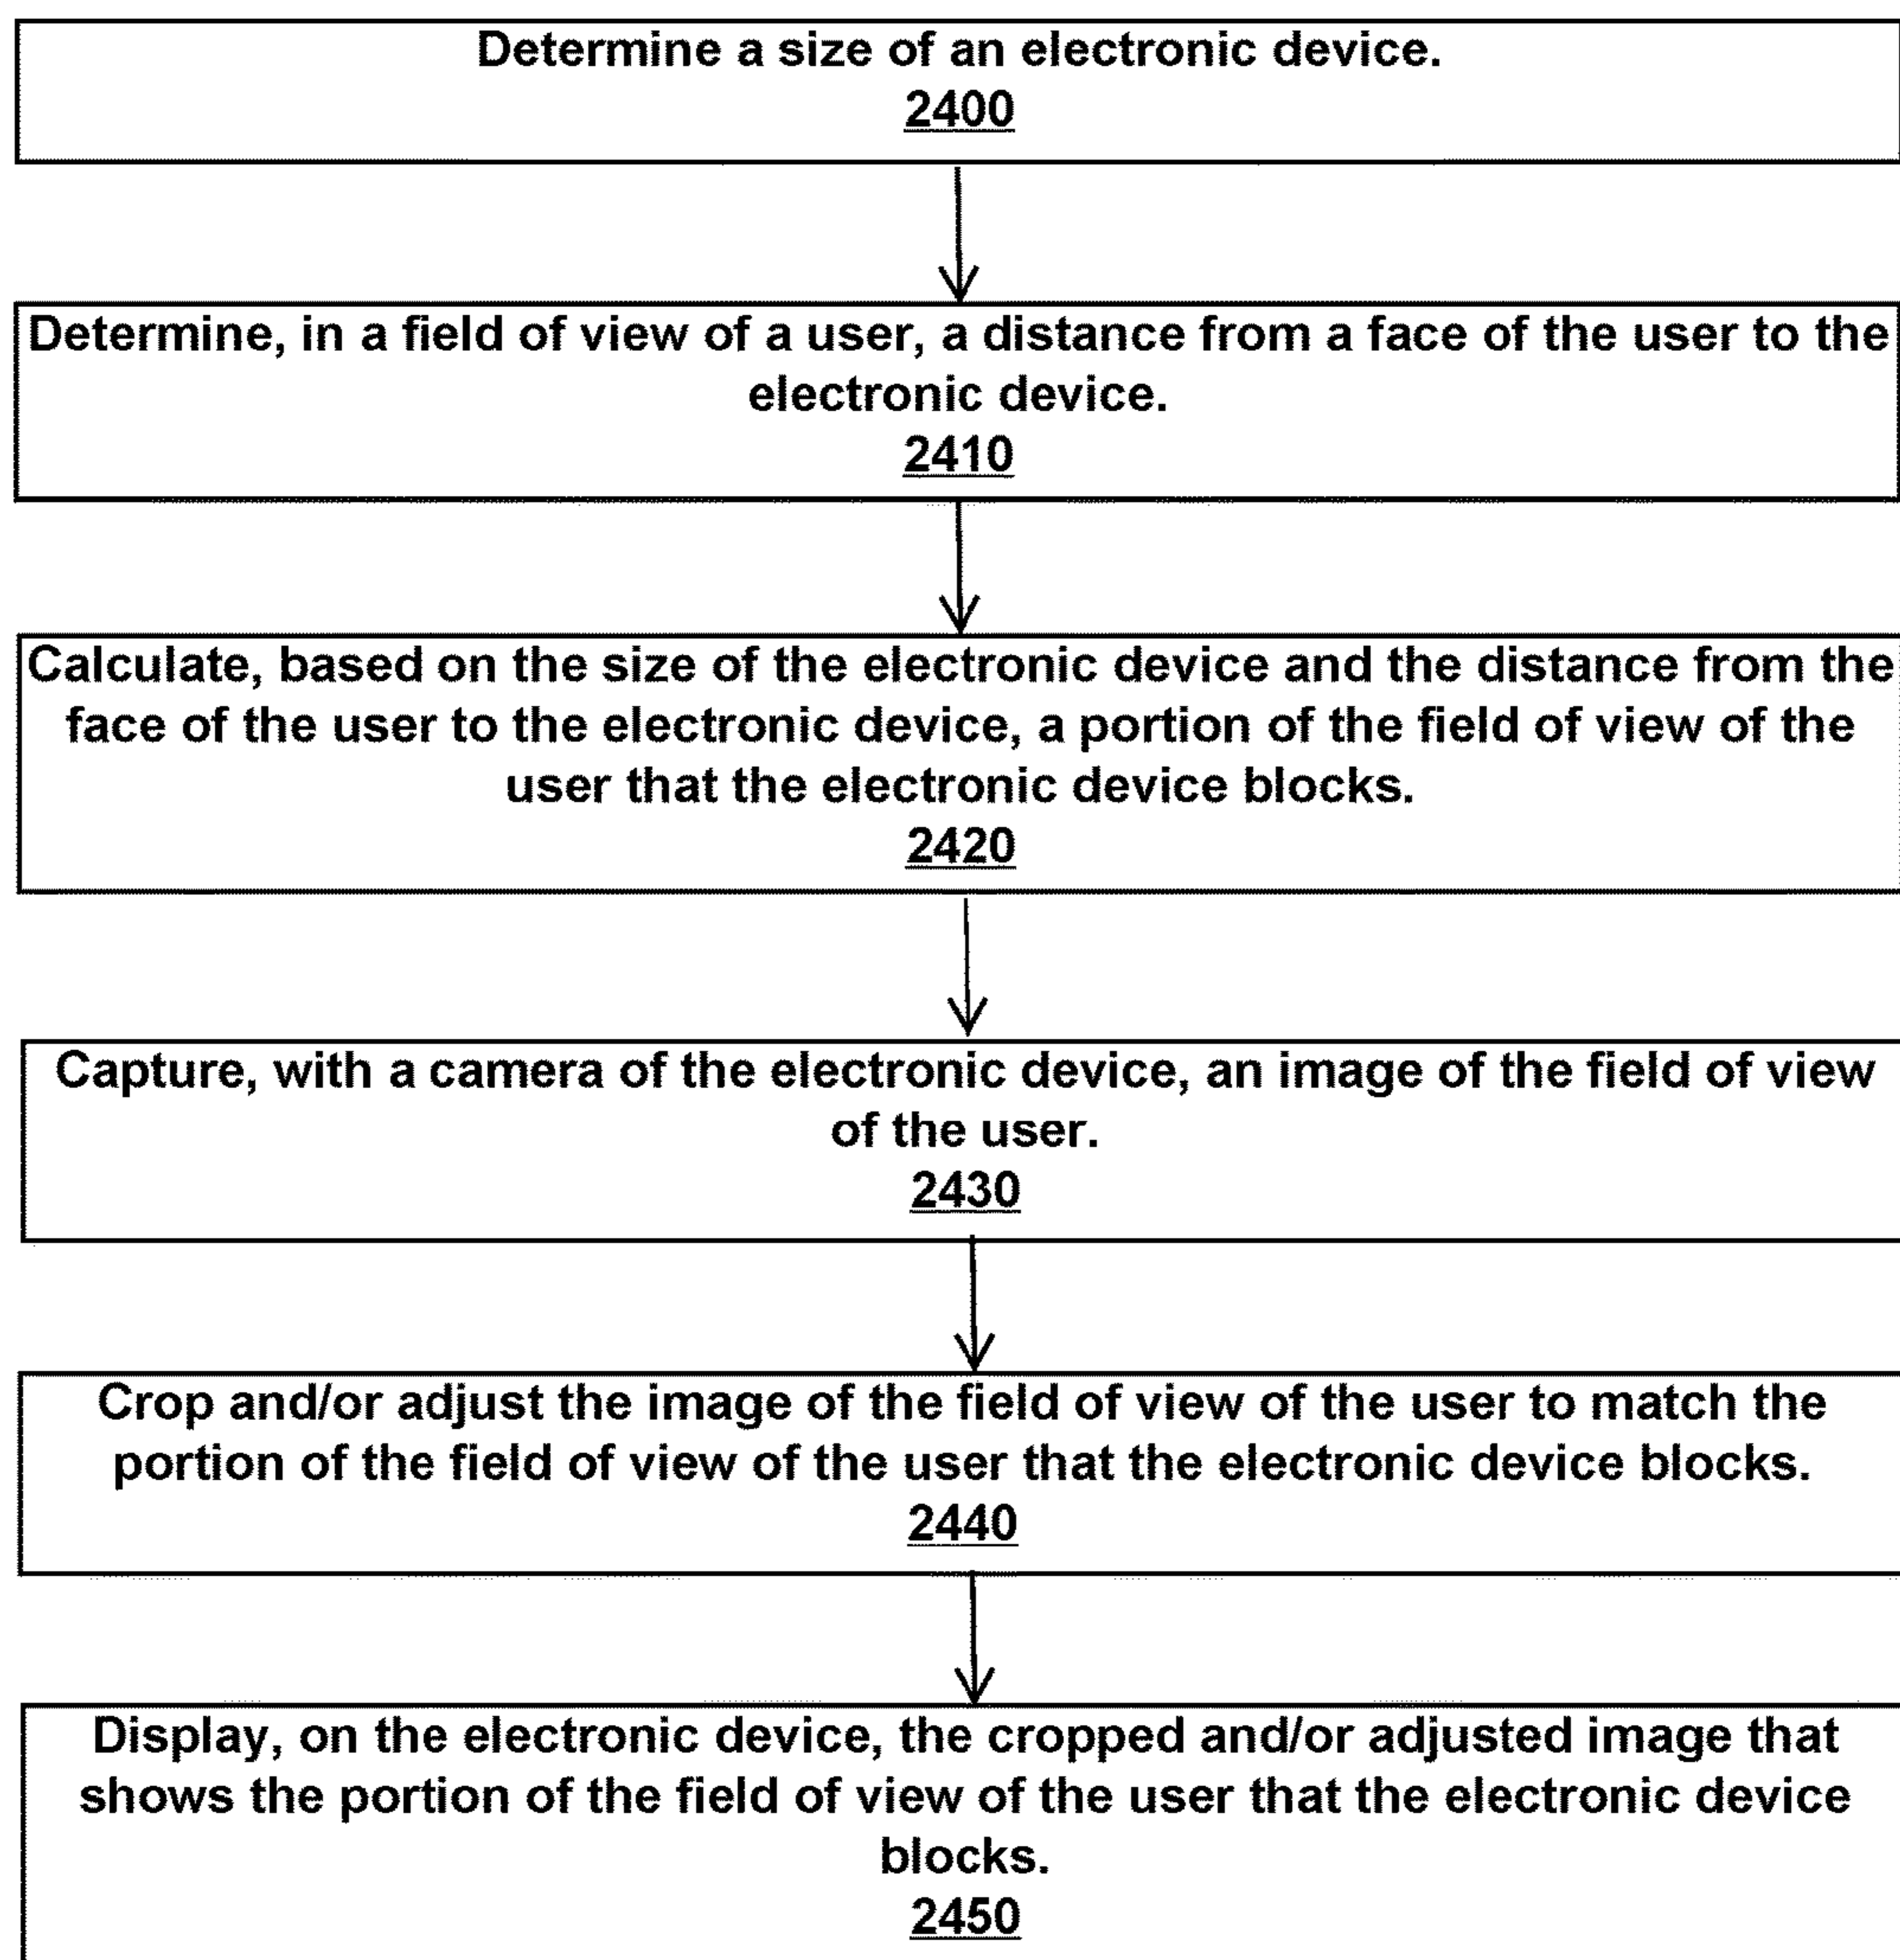 Determine a size of an electronic device.
2400
Determine, in a field of view of a user, a distance from a face of the user to the
electronic device.
2410
Calculate, based on the size of the electronic device and the distance from the
face of the user to the electronic device, a portion of the field of view of the
user that the electronic device blocks.
2420
Capture, with a camera of the electronic device, an image of the field of view
of the user.
2430
Crop and/or adjust the image of the field of view of the user to match the
portion of the field of view of the user that the electronic device blocks.
2440
Display, on the electronic device, the cropped and/or adjusted image that
shows the portion of the field of view of the user that the electronic device
blocks.
2450